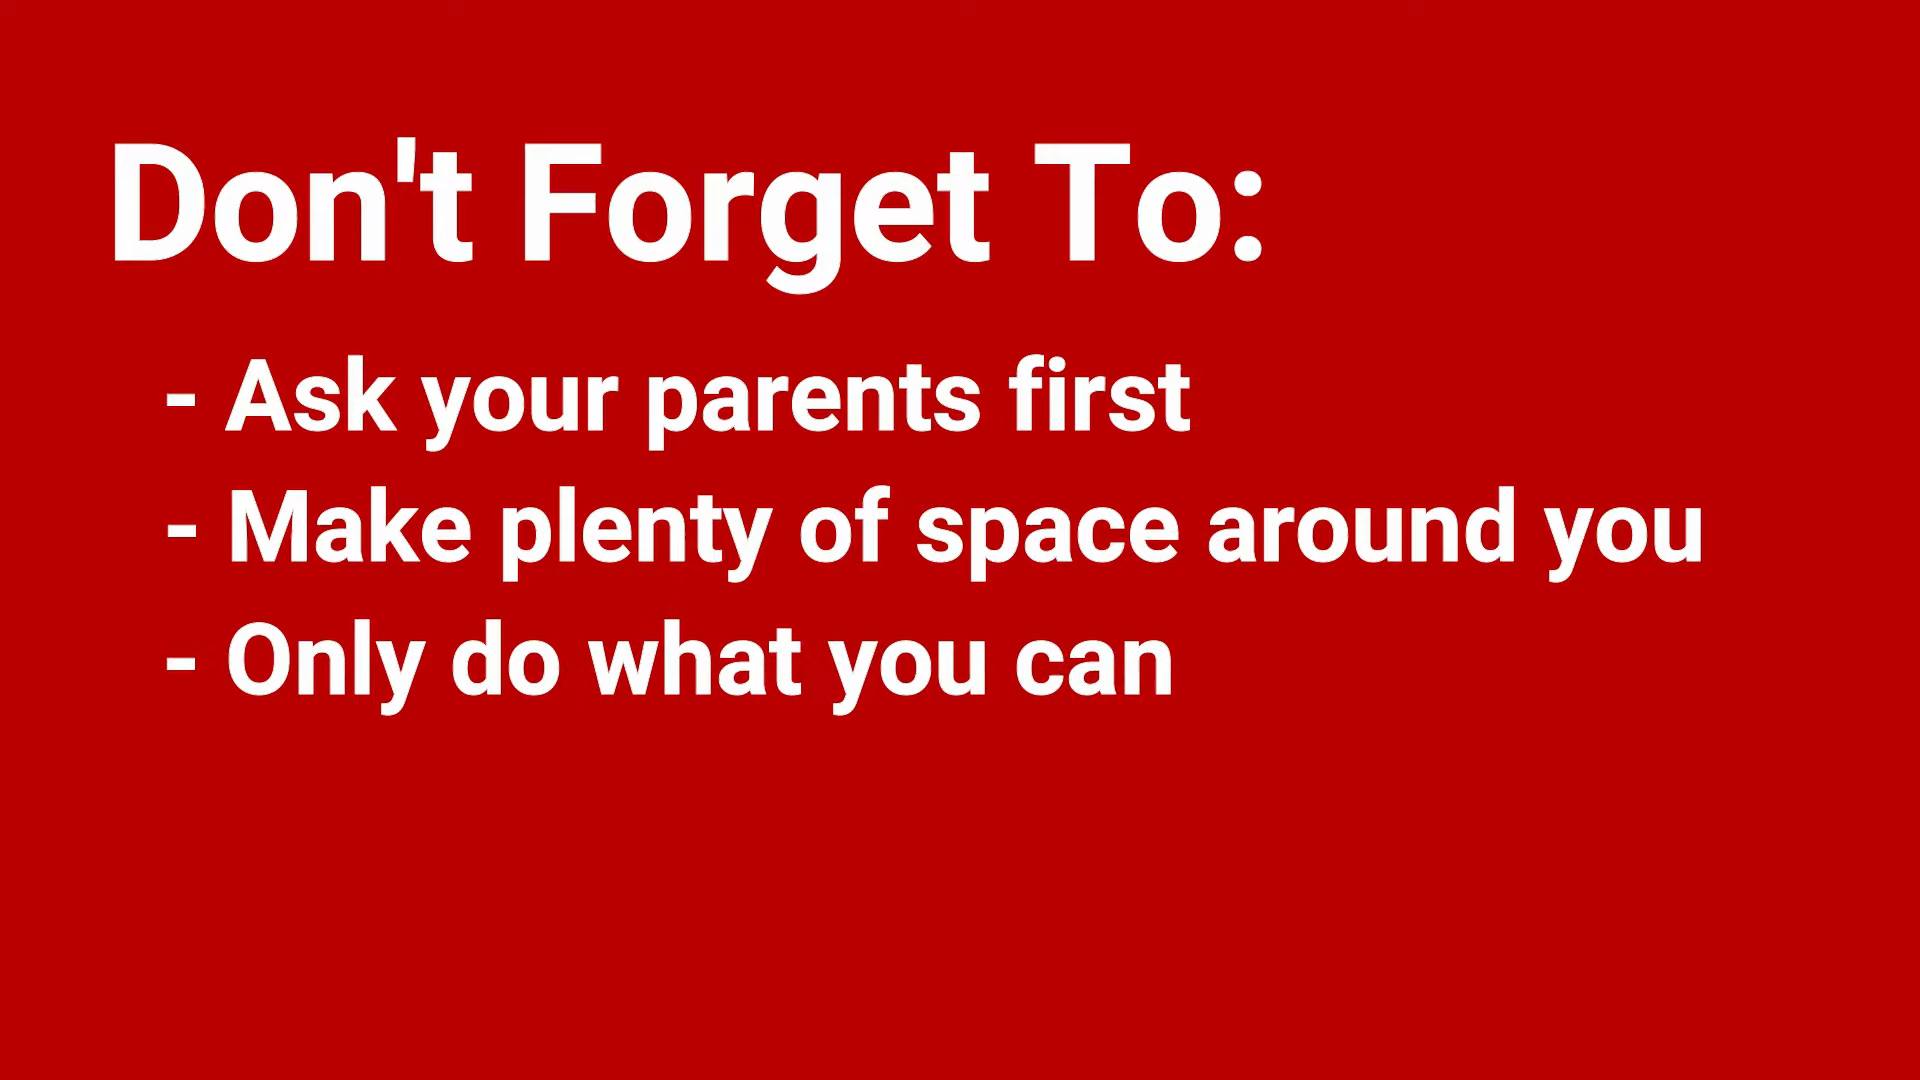 Don't Forget To:
- Ask your parents first
- Make plenty of space around you
- Only do what you can